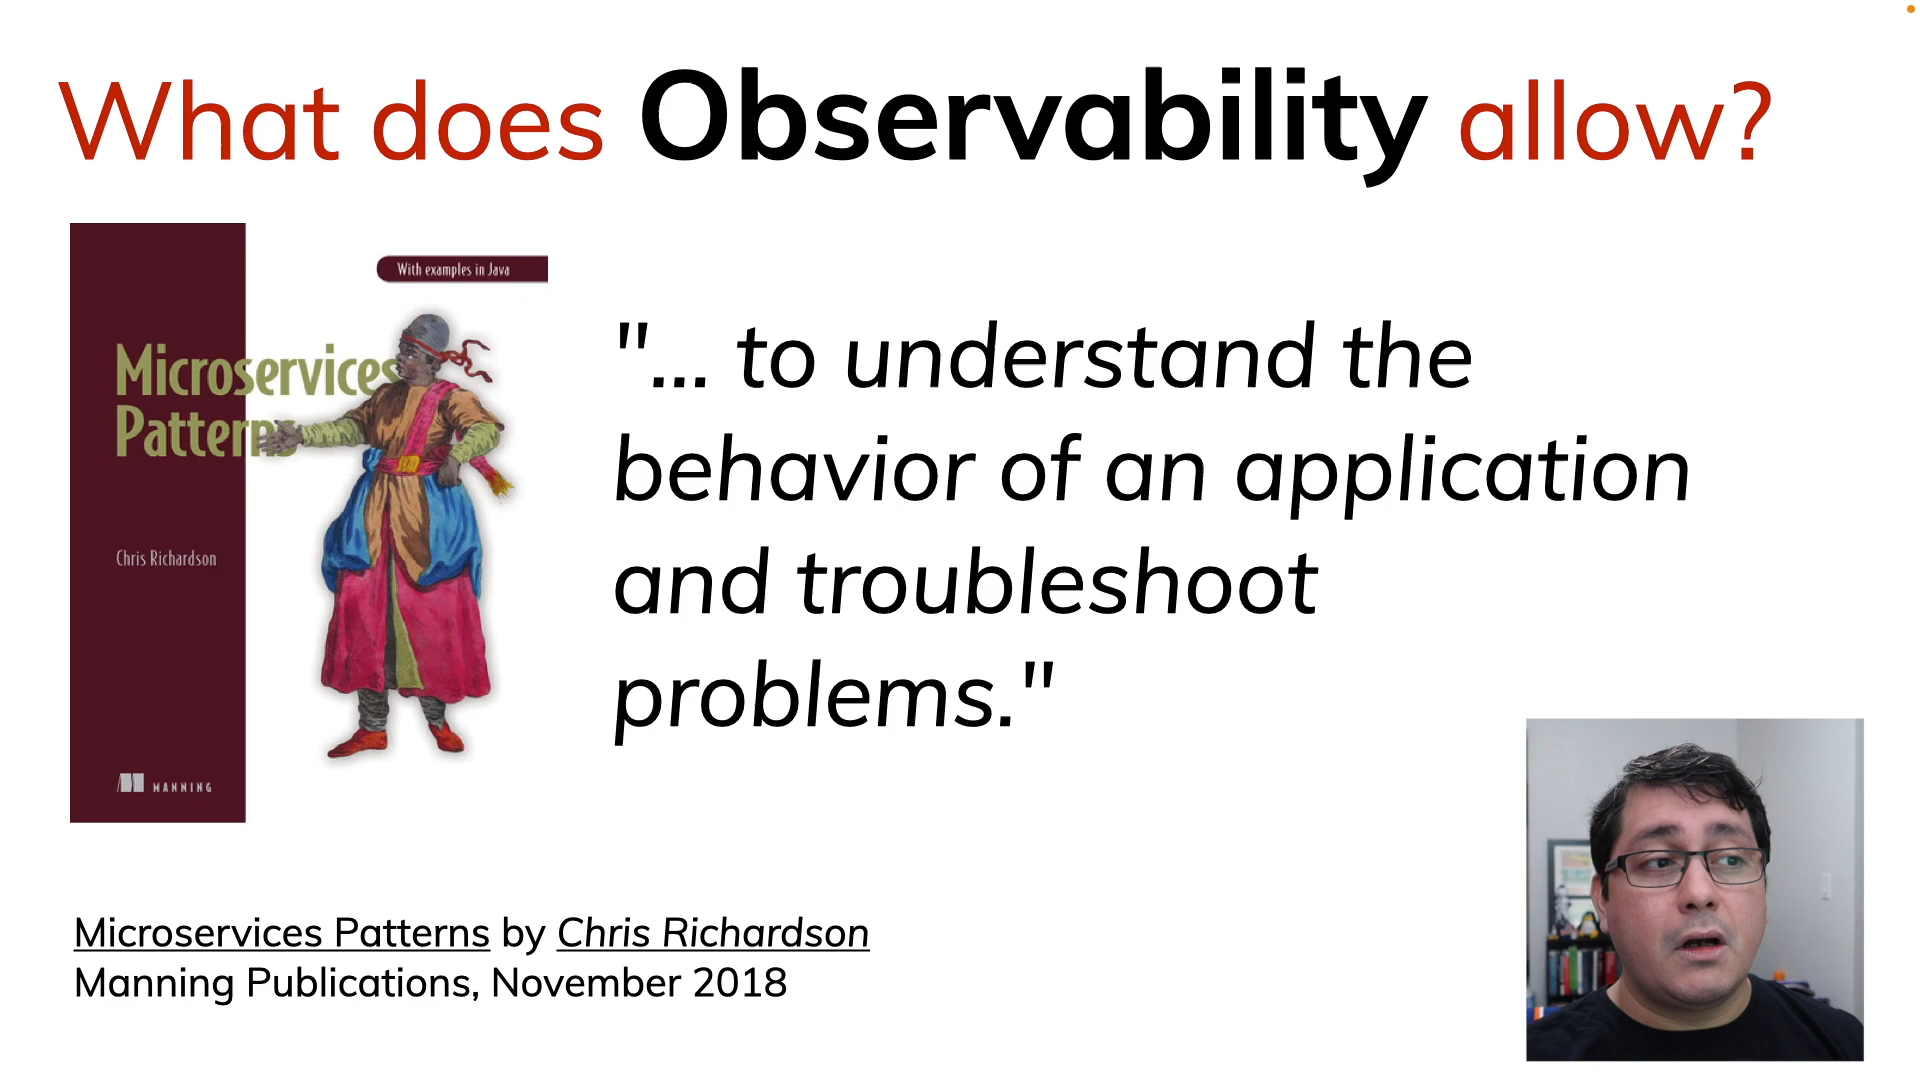 What does Observability allow?
With examples in Java
Microservices
Patterns
Chris Richardson
MANNING
"... to understand the
behavior of an application
and troubleshoot
problems."
Microservices Patterns by Chris Richardson
Manning Publications, November 2018